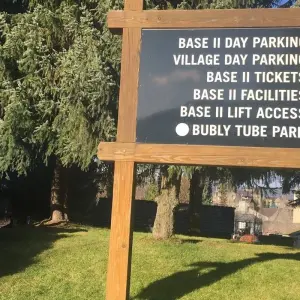 BASE II DAY PARKING
VILLAGE DAY PARKING
BASE II TICKETS
BASE II FACILITIES
BASE II LIFT ACCESS
BUBLY TUBE PARK